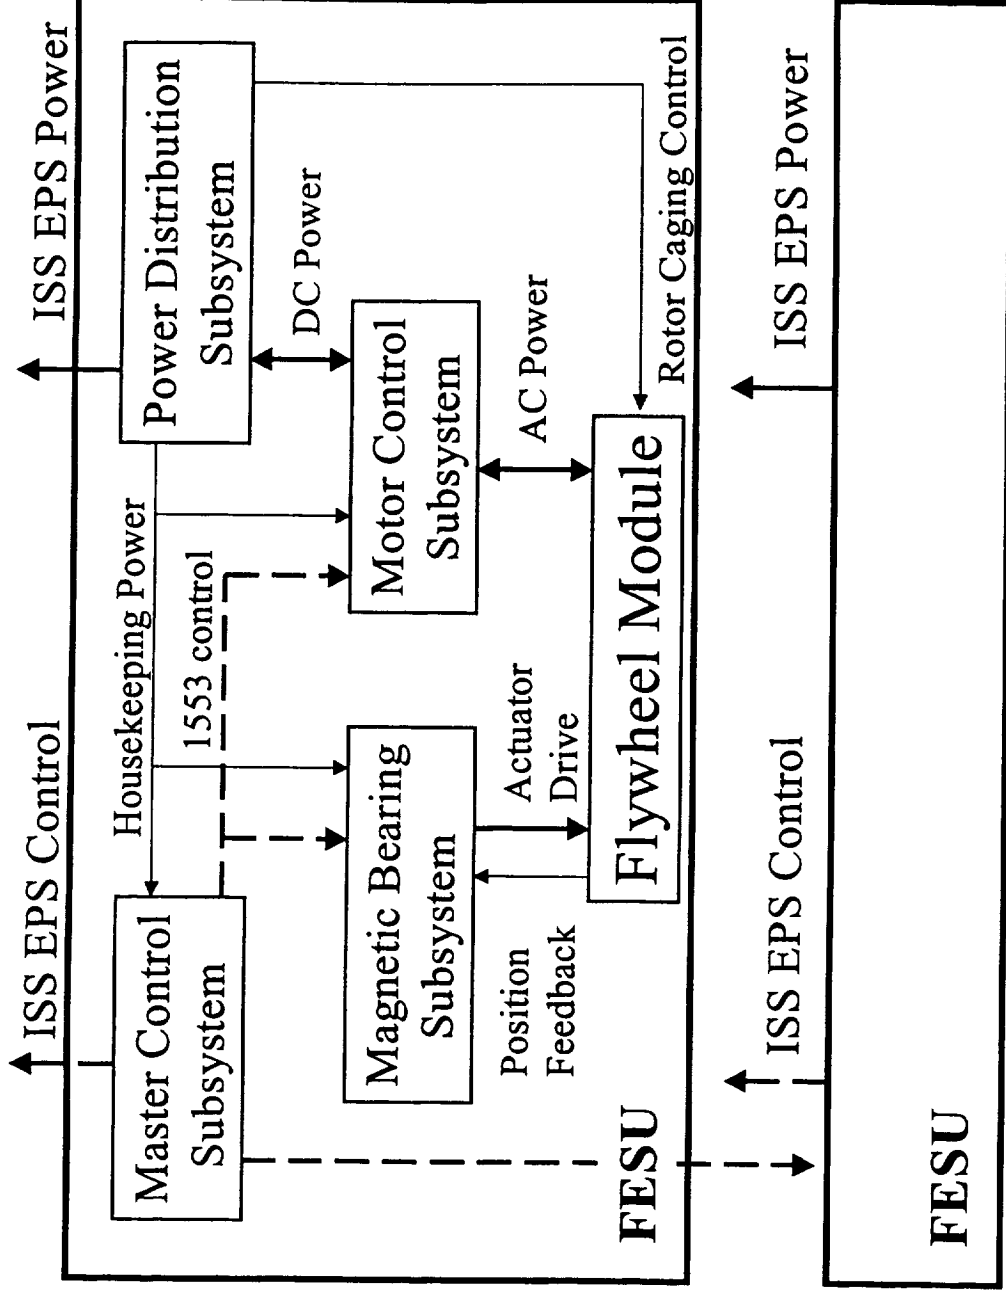 ISS EPS Control
ISS EPS Power
Housekeeping Power
Master Control
Subsystem
Power Distribution
Subsystem
1553 control
DC Power
Magnetic Bearing
Subsystem
Motor Control
Subsystem
Position
Feedback
Actuator
Drive
AC Power
Flywheel Module
Rotor Caging Control
FESU
ISS EPS Control
ISS EPS Power
FESU